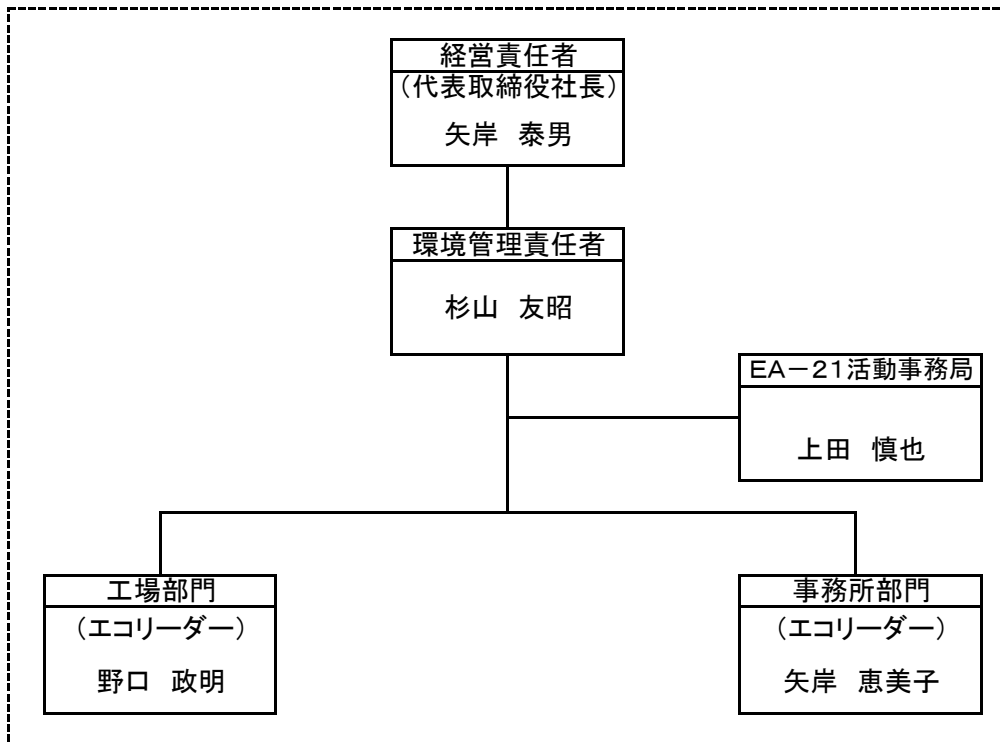 経営責任者
（代表取締役社長）
矢岸　泰男
環境管理責任者
杉山　友昭
EA－21活動事務局
上田　慎也
工場部門
（エコリーダー）
野口　政明
事務所部門
（エコリーダー）
矢岸　恵美子